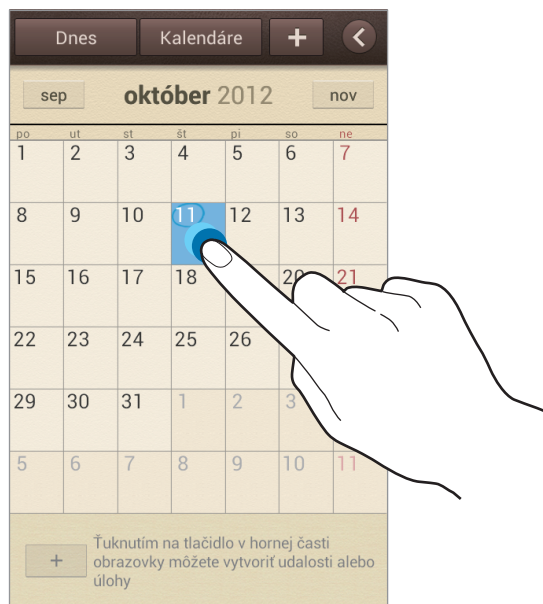 Dnes Kalendáre +
sep október 2012 nov
po ut st št pi so ne
1 2 3 4 5 6 7
8 9 10 11 12 13 14
15 16 17 18 20 21
22 23 24 25 26
29 30 31 1 2 3
5 6 7 8 9 10 11
Ťuknutím na tlačidlo v hornej časti
+ obrazovky môžete vytvoriť udalosti alebo
úlohy